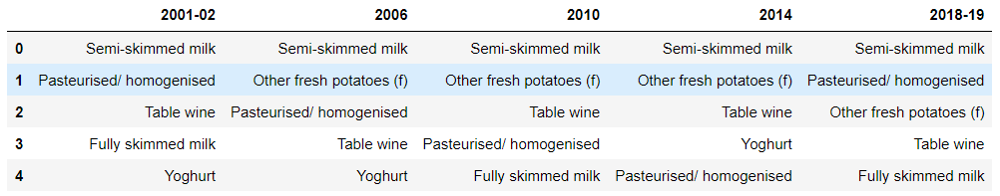 2001-02 2006 2010 2014 2018-19
0 Semi-skimmed milk Semi-skimmed milk Semi-skimmed milk Semi-skimmed milk Semi-skimmed milk
1 Pasteurised/ homogenised Other fresh potatoes (f) Other fresh potatoes (f) Other fresh potatoes (f) Pasteurised/ homogenised
2 Table wine Pasteurised/ homogenised Table wine Table wine Other fresh potatoes (f)
3 Fully skimmed milk Table wine Pasteurised/ homogenised Yoghurt Table wine
4 Yoghurt Yoghurt Fully skimmed milk Pasteurised/ homogenised Fully skimmed milk